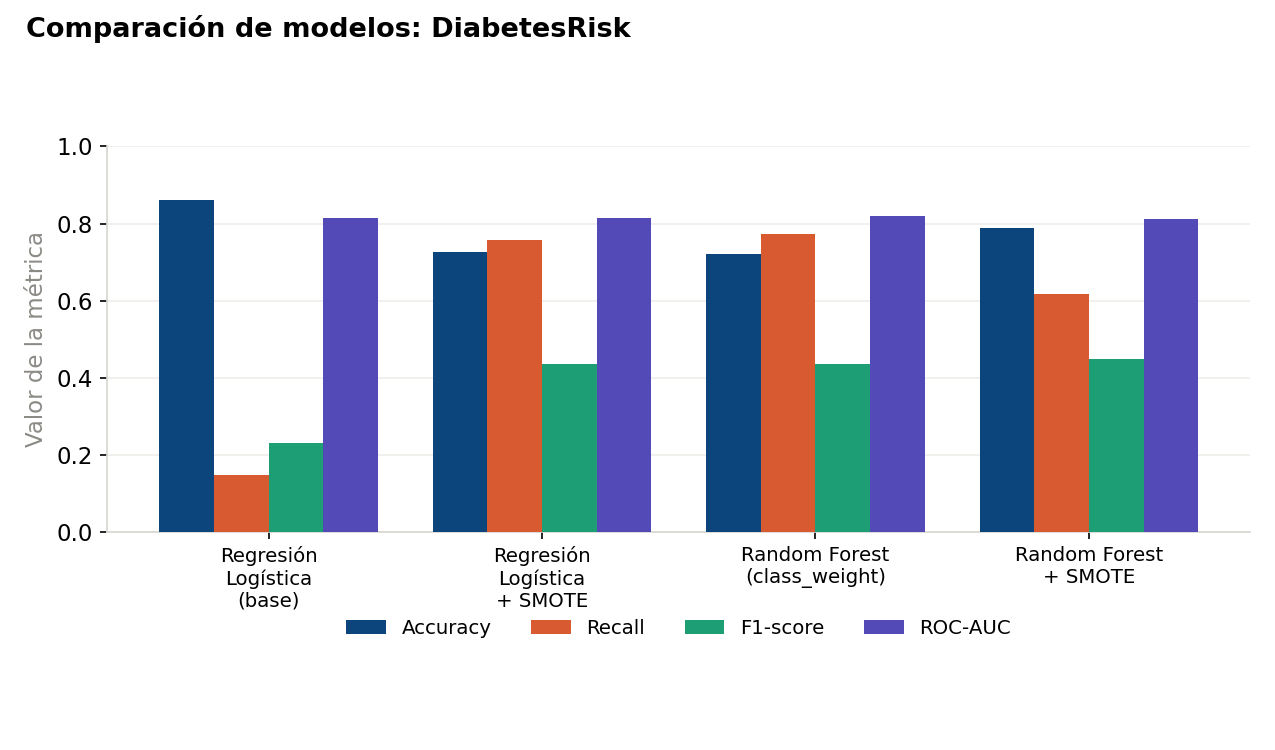 Comparación de modelos: DiabetesRisk
Valor de la métrica
1.0
0.8
0.6
0.4
0.2
0.0
Regresión
Logística
(base)
Regresión
Logística
+ SMOTE
Random Forest
(class_weight)
Random Forest
+ SMOTE
Accuracy
Recall
F1-score
ROC-AUC